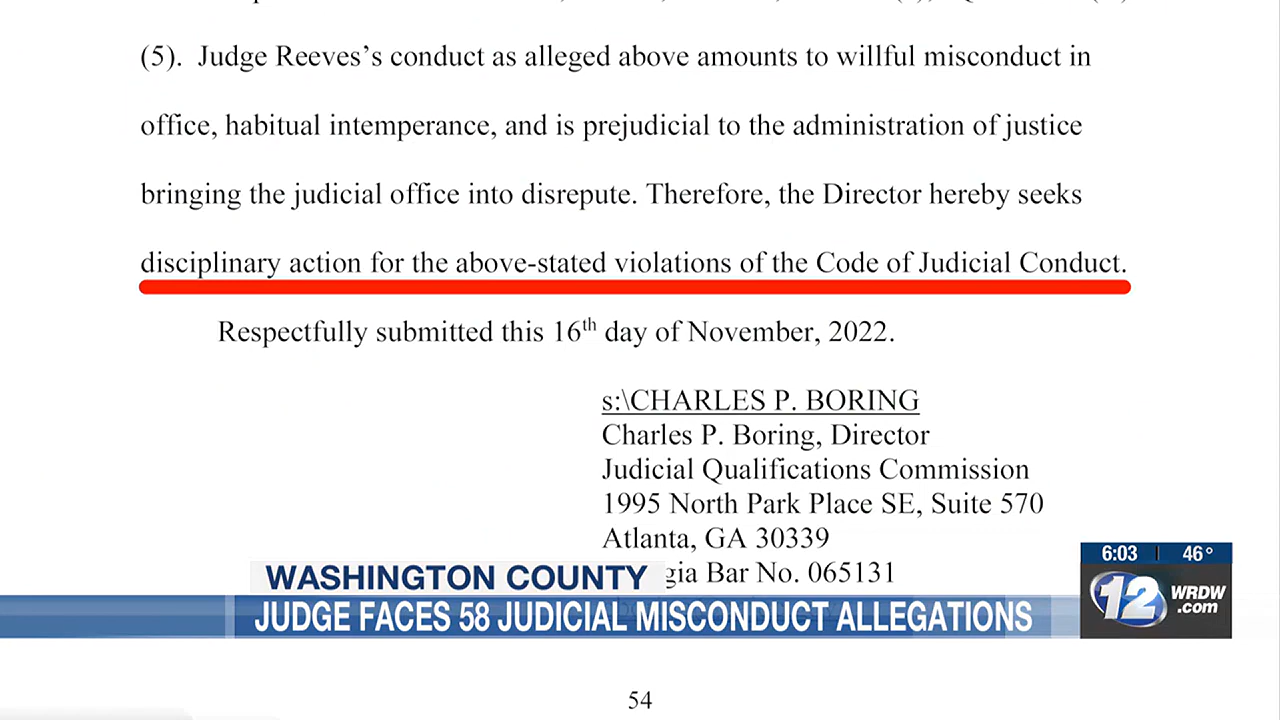 (5). Judge Reeves’s conduct as alleged above amounts to willful misconduct in
office, habitual intemperance, and is prejudicial to the administration of justice
bringing the judicial office into disrepute. Therefore, the Director hereby seeks
disciplinary action for the above-stated violations of the Code of Judicial Conduct.
Respectfully submitted this 16th day of November, 2022.
s:\CHARLES P. BORING
Charles P. Boring, Director
Judicial Qualifications Commission
1995 North Park Place SE, Suite 570
Atlanta, GA 30339
gia Bar No. 065131
WASHINGTON COUNTY
JUDGE FACES 58 JUDICIAL MISCONDUCT ALLEGATIONS
6:03 46°
12 WRDW
.com
54